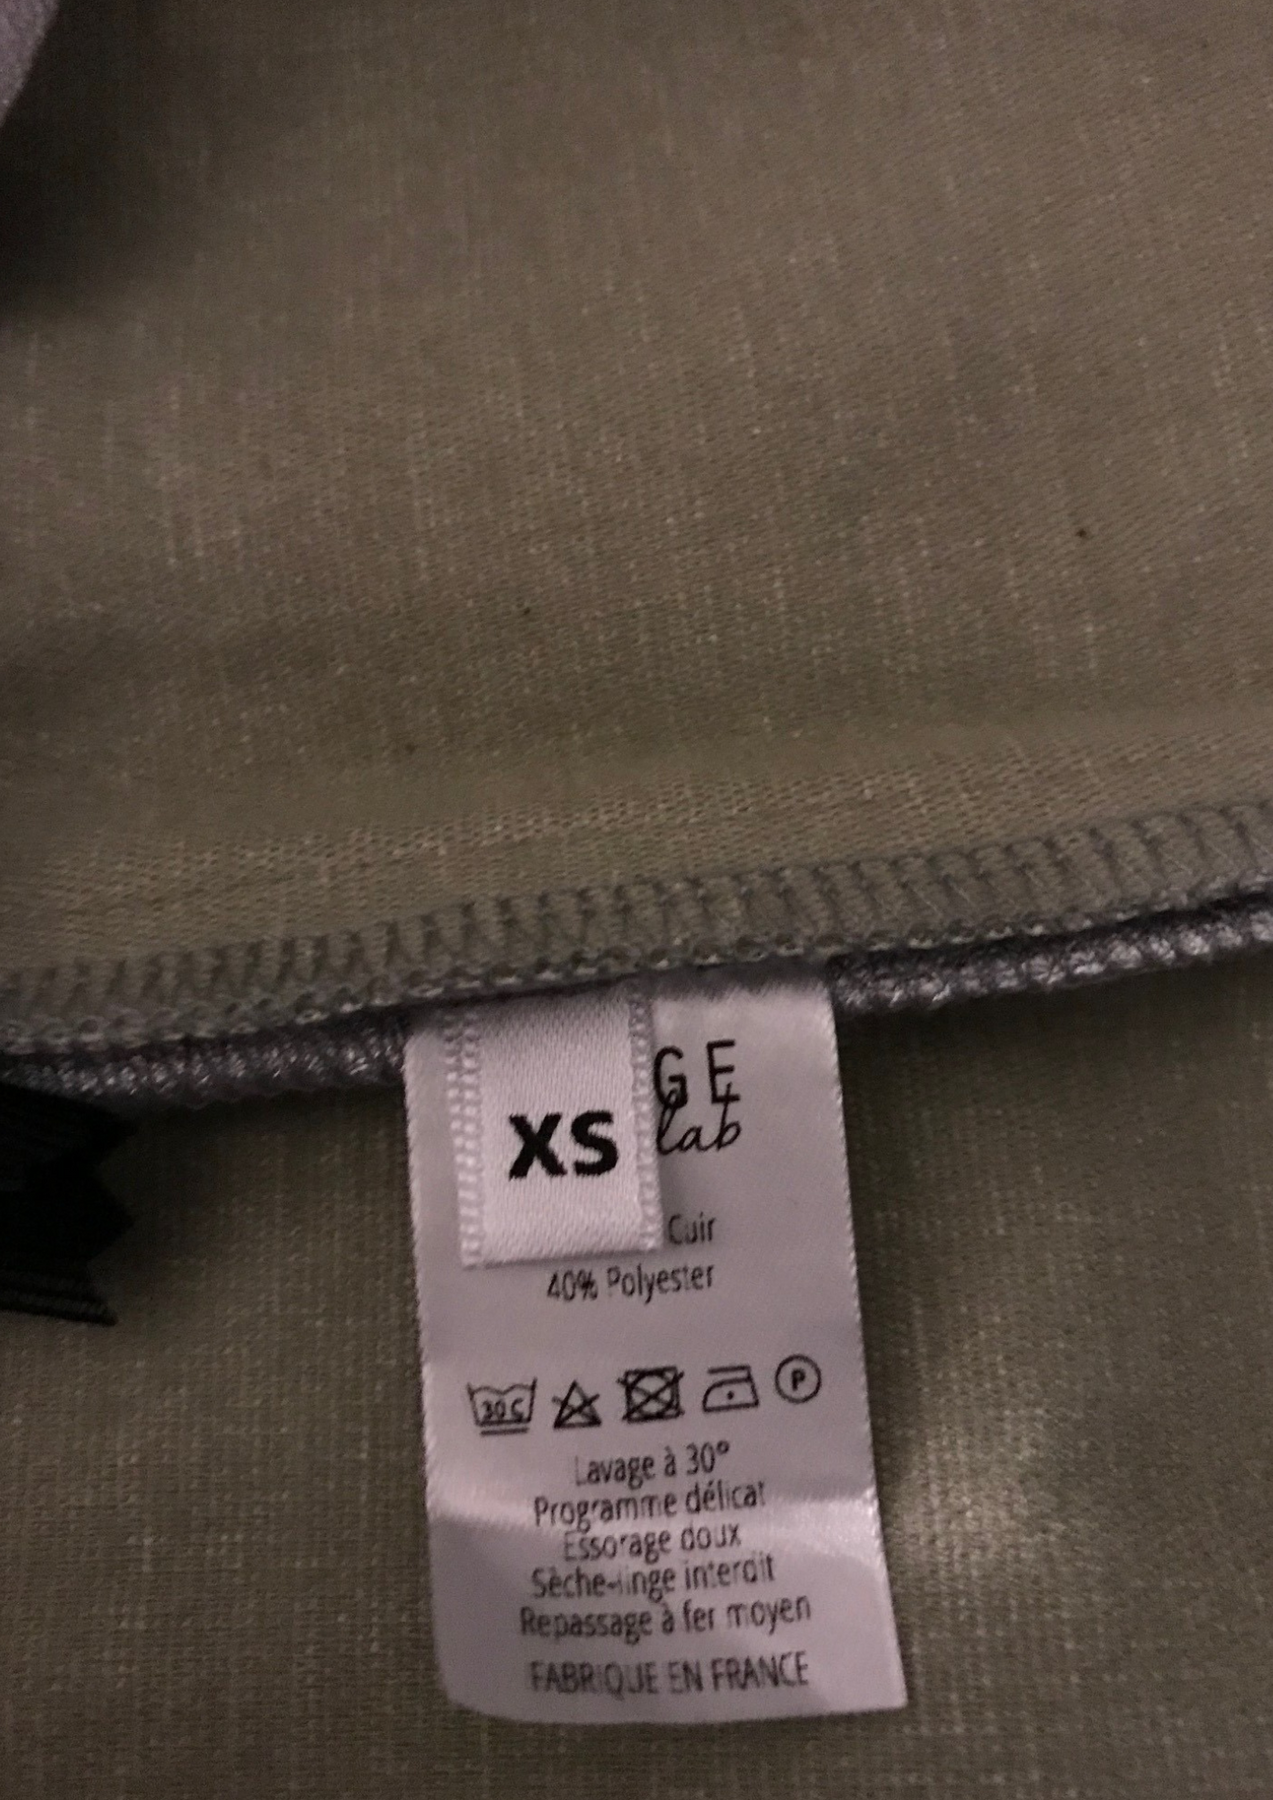 XS
GE
lab
Cuir
40% Polyester
30C
P
Lavage à 30°
Programme délicat
Essorage doux
Sèche-linge interdit
Repassage à fer moyen
FABRIQUE EN FRANCE